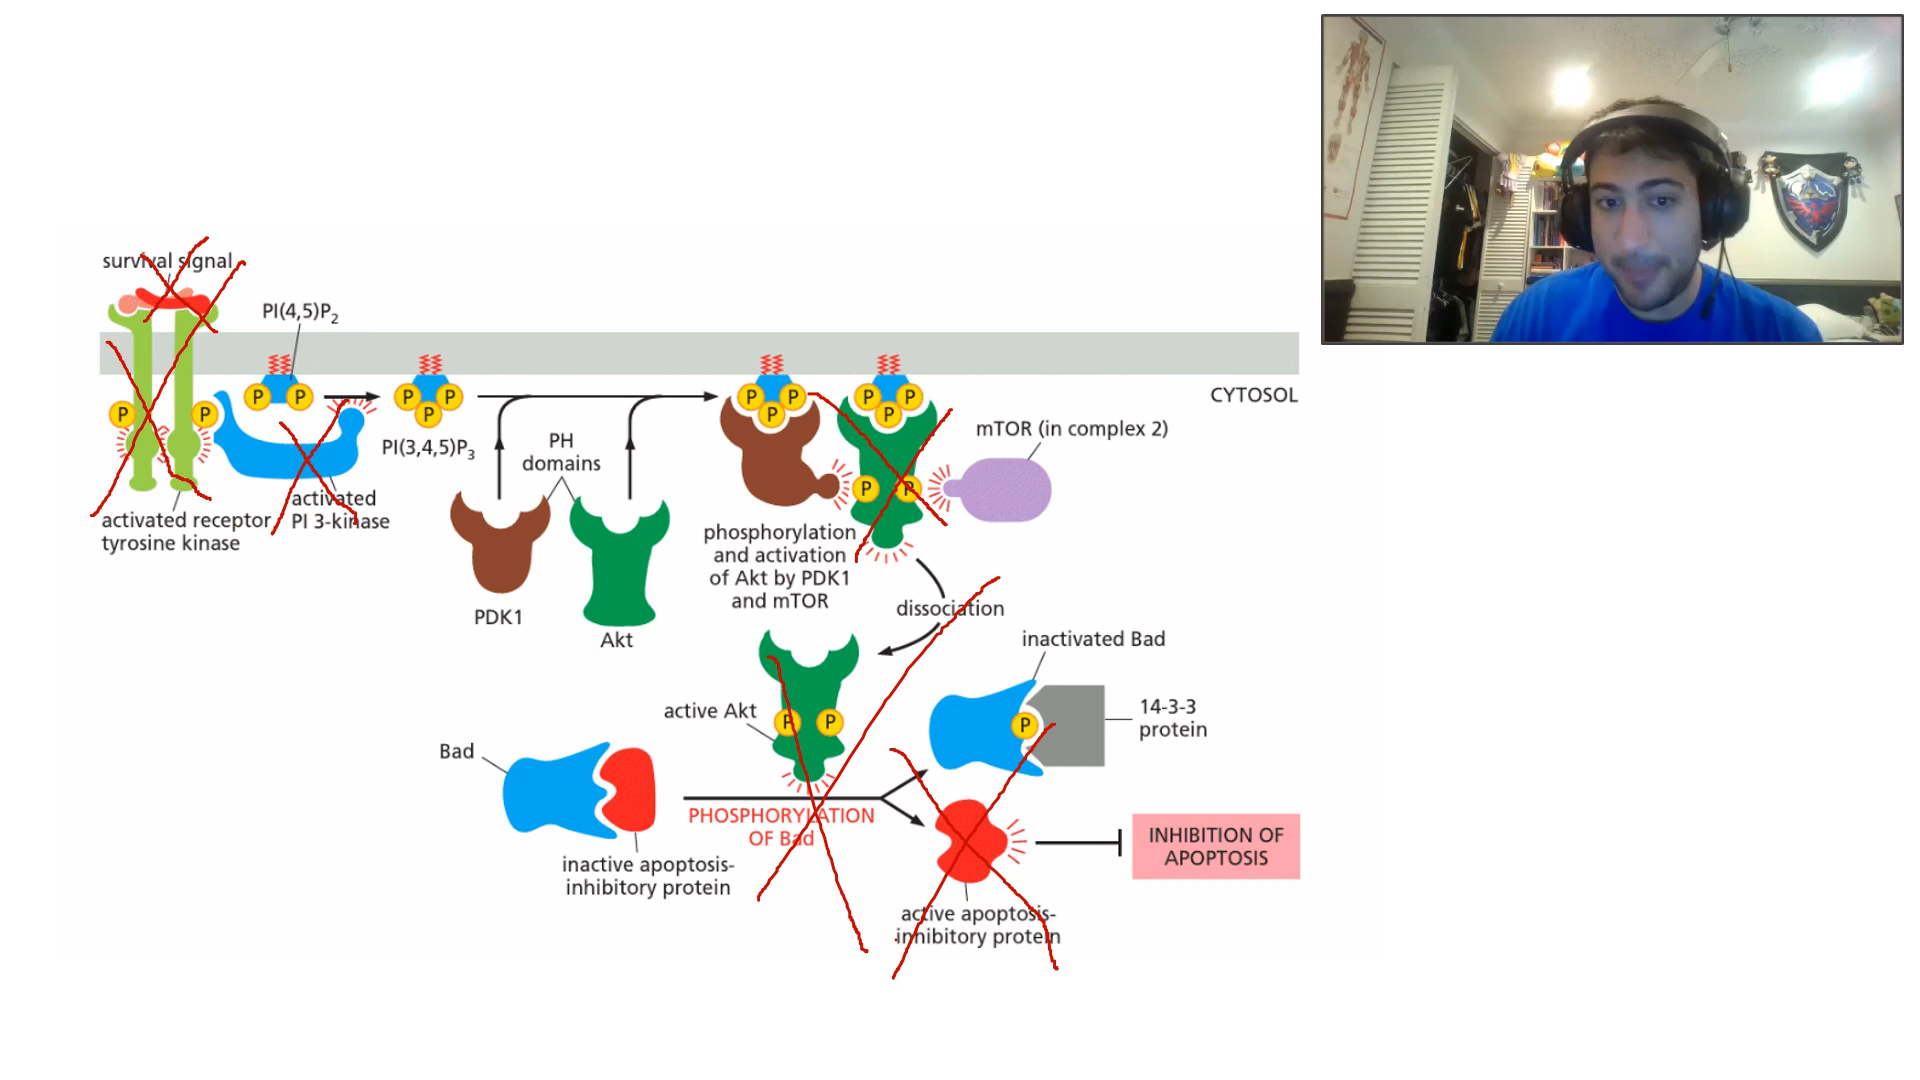 survival signal
PI(4,5)P2
P P
P P P
P P P
P P P
P P
CYTOSOL
PI(3,4,5)P3
PH
domains
mTOR (in complex 2)
P P
activated
PI 3-kinase
activated receptor
tyrosine kinase
phosphorylation
and activation
of Akt by PDK1
and mTOR
PDK1
Akt
dissociation
inactivated Bad
active Akt
P P
P
14-3-3
protein
Bad
PHOSPHORYLATION
OF Bad
INHIBITION OF
APOPTOSIS
inactive apoptosis-
inhibitory protein
active apoptosis-
inhibitory protein